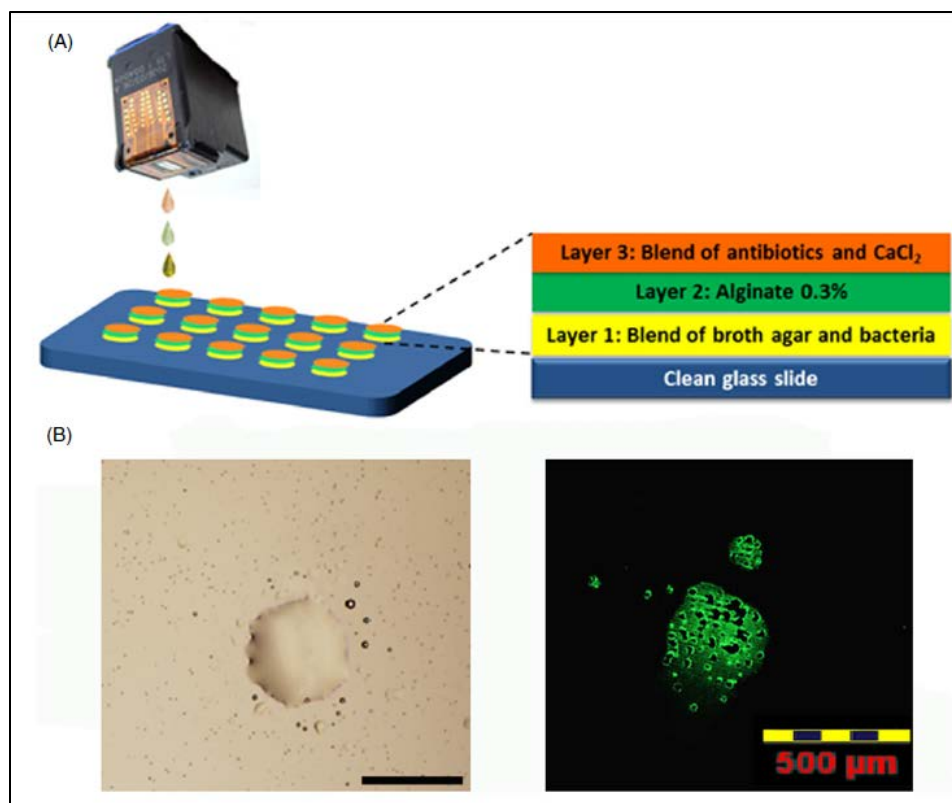 (A)
Layer 3: Blend of antibiotics and CaCl₂
Layer 2: Alginate 0.3%
Layer 1: Blend of broth agar and bacteria
Clean glass slide
(B)
500 µm